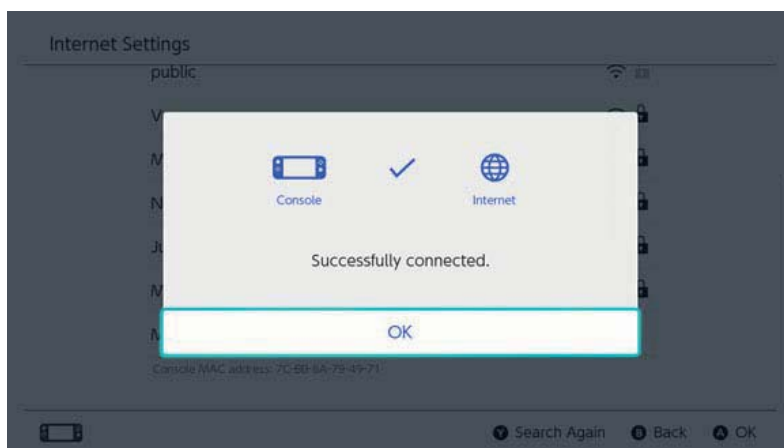 Internet Settings
public
V
M
N
Ju
M
M
Console Internet
Successfully connected.
OK
Console MAC address: 7C-BB-8A-79-49-71
Y Search Again B Back A OK